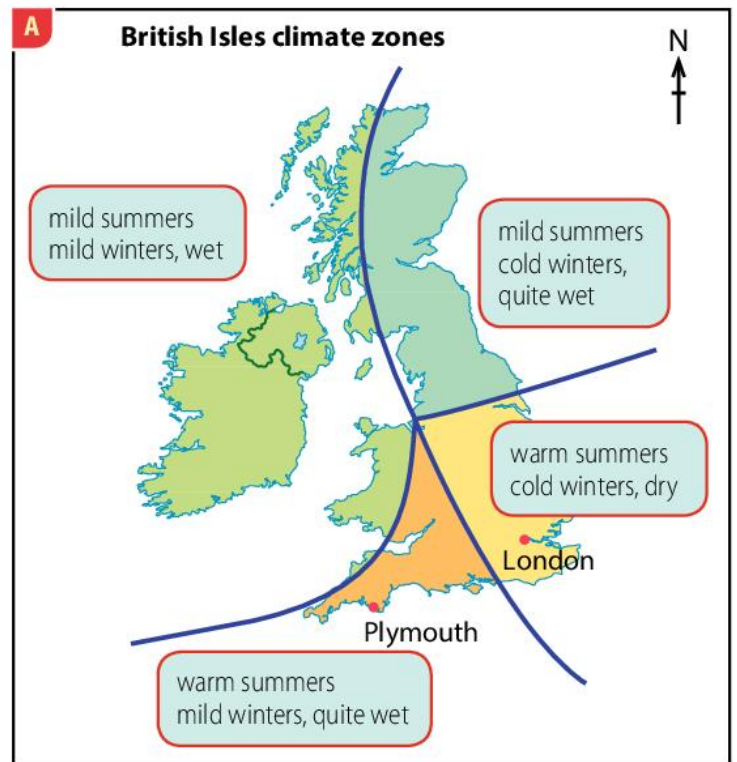 A
British Isles climate zones
N
mild summers
mild winters, wet
mild summers
cold winters,
quite wet
warm summers
cold winters, dry
London
Plymouth
warm summers
mild winters, quite wet